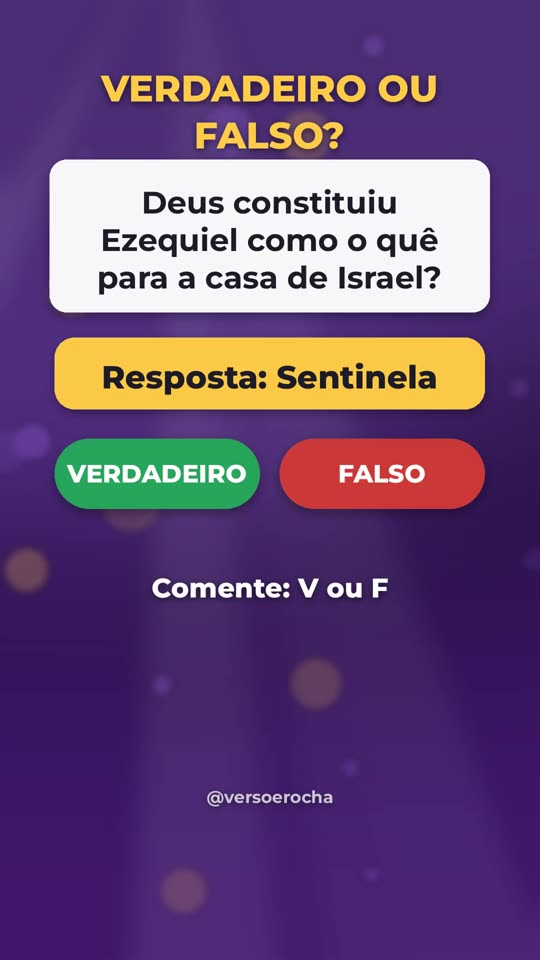 VERDADEIRO OU
FALSO?
Deus constituiu
Ezequiel como o quê
para a casa de Israel?
Resposta: Sentinela
VERDADEIRO
FALSO
Comente: V ou F
@versoerocha